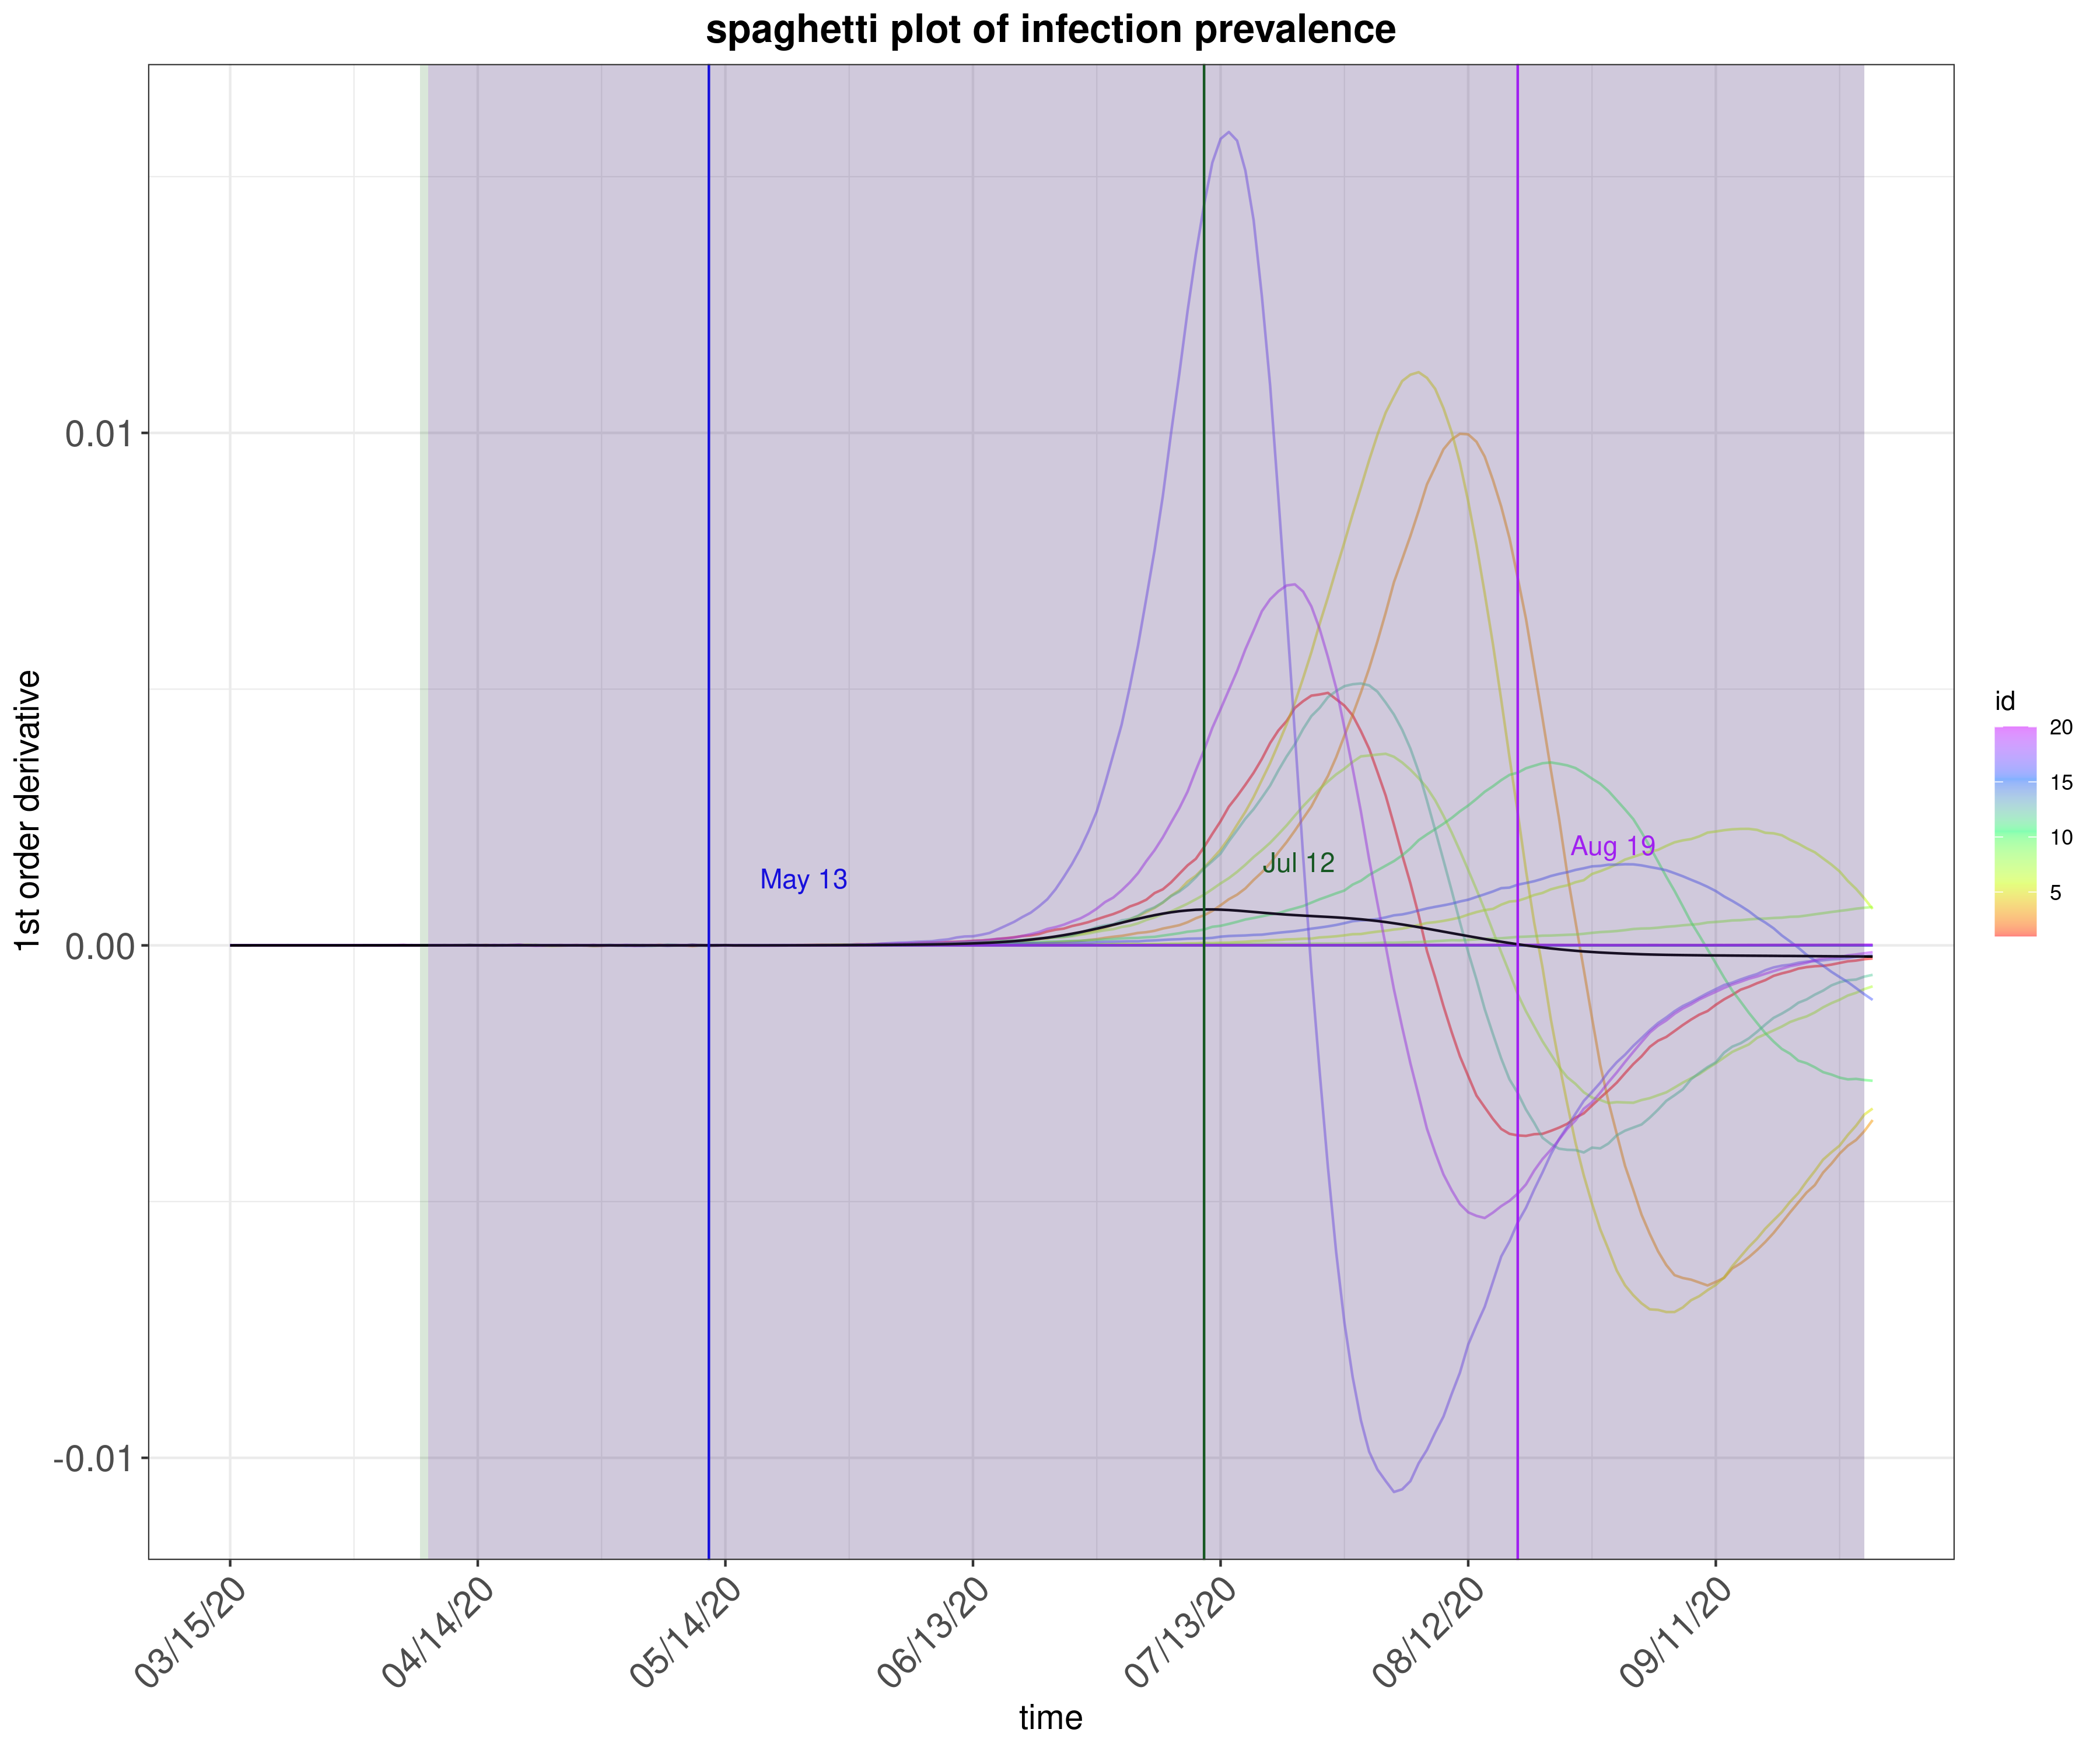 spaghetti plot of infection prevalence
1st order derivative
0.01
0.00
-0.01
May 13
Jul 12
Aug 19
03/15/20
04/14/20
05/14/20
06/13/20
07/13/20
08/12/20
09/11/20
time
id
20
15
10
5